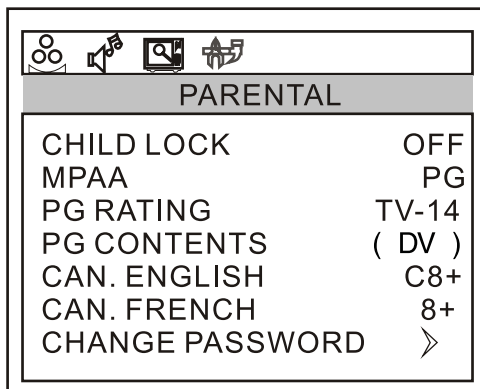 PARENTAL
CHILD LOCK OFF
MPAA PG
PG RATING TV-14
PG CONTENTS ( DV )
CAN. ENGLISH C8+
CAN. FRENCH 8+
CHANGE PASSWORD